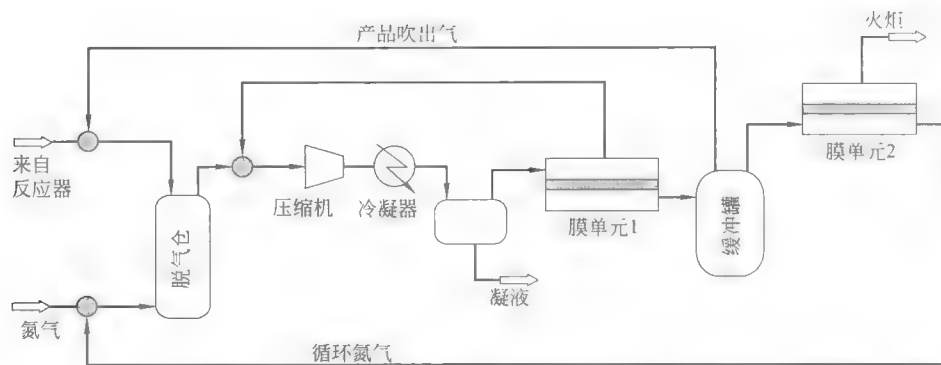 火炬
产品吹出气
膜单元2
来自
反应器
压缩机
冷凝器
膜单元1
缓冲罐
脱气仓
凝液
氮气
循环氮气